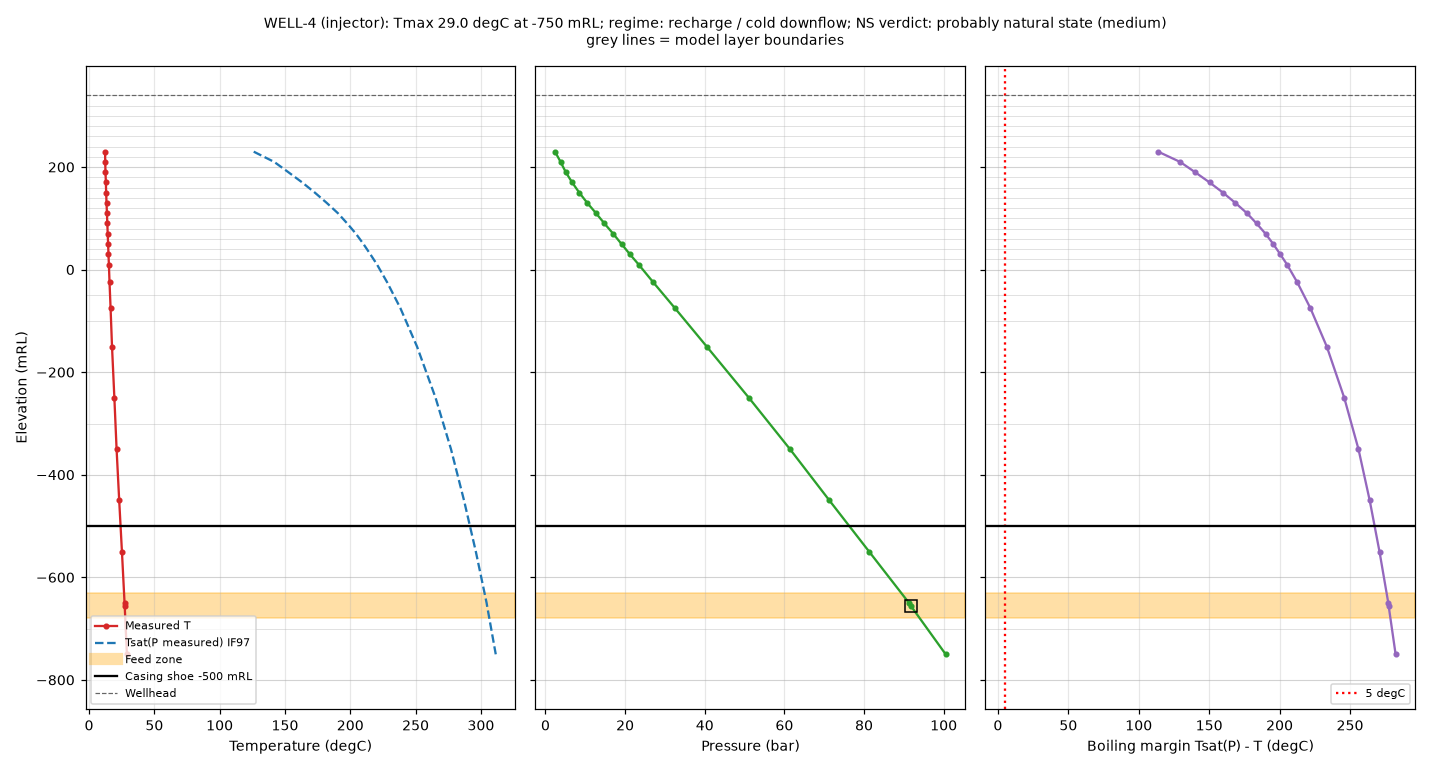 WELL-4 (injector): Tmax 29.0 degC at -750 mRL; regime: recharge / cold downflow; NS verdict: probably natural state (medium)
grey lines = model layer boundaries
Elevation (mRL)
200
0
−200
−400
−600
−800
Measured T
Tsat(P measured) IF97
Feed zone
Casing shoe -500 mRL
Wellhead
0 50 100 150 200 250 300
Temperature (degC)
0 20 40 60 80 100
Pressure (bar)
5 degC
0 50 100 150 200 250
Boiling margin Tsat(P) - T (degC)